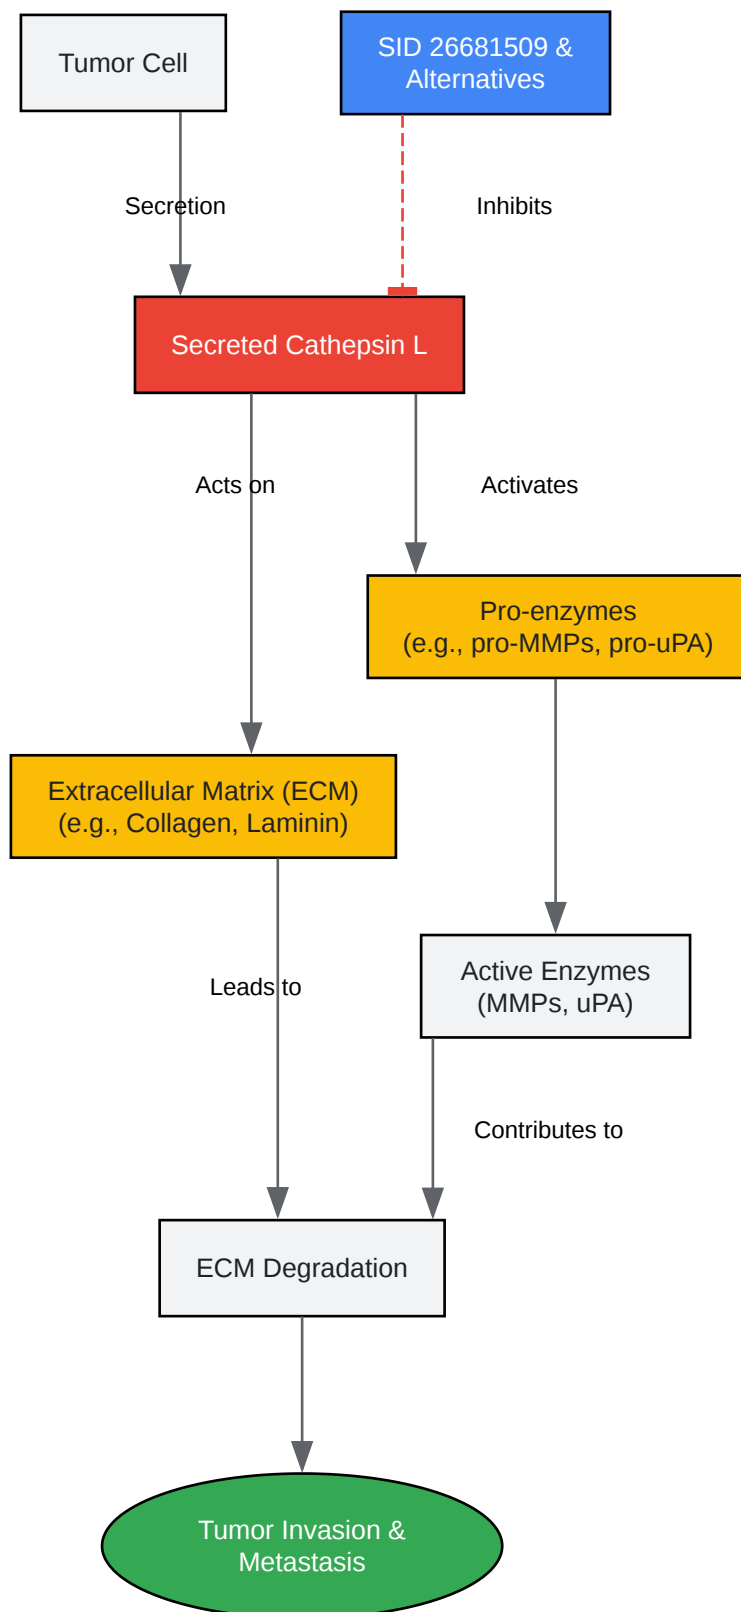 Tumor Cell
SID 26681509 &
Alternatives
Secretion
Inhibits
Secreted Cathepsin L
Acts on
Activates
Pro-enzymes
(e.g., pro-MMPs, pro-uPA)
Extracellular Matrix (ECM)
(e.g., Collagen, Laminin)
Active Enzymes
(MMPs, uPA)
Leads to
Contributes to
ECM Degradation
Tumor Invasion &
Metastasis